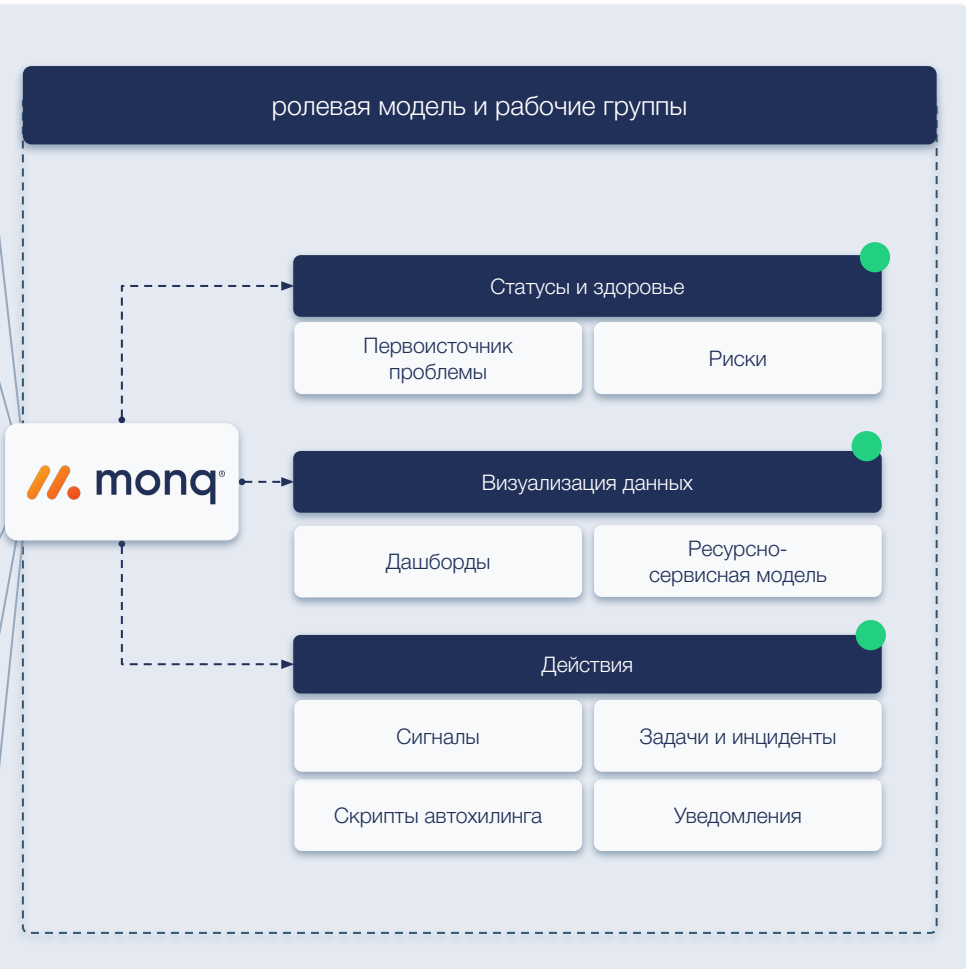 ролевая модель и рабочие группы
Статусы и здоровье
Первоисточник
проблемы
Риски
monq®
Визуализация данных
Дашборды
Ресурсно-
сервисная модель
Действия
Сигналы
Задачи и инциденты
Скрипты автохилинга
Уведомления